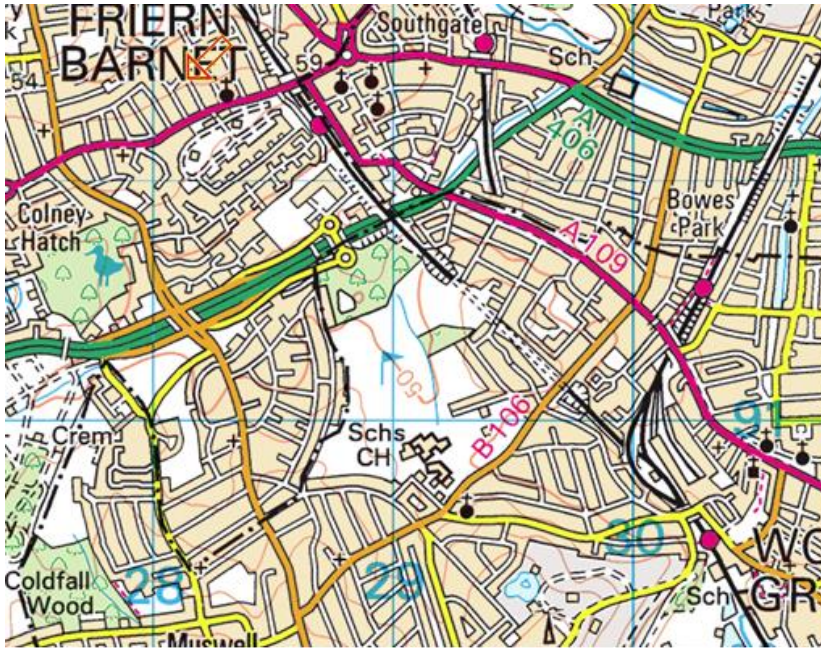 FRIERN
BARNET
Southgate
Park
54
59
Sch
A
406
Colney
Hatch
Bowes
Park
A 109
50
B 106
91
Crem
Schs
CH
30
28
29
Coldfall
Wood
Sch
WO
GR
Muswell